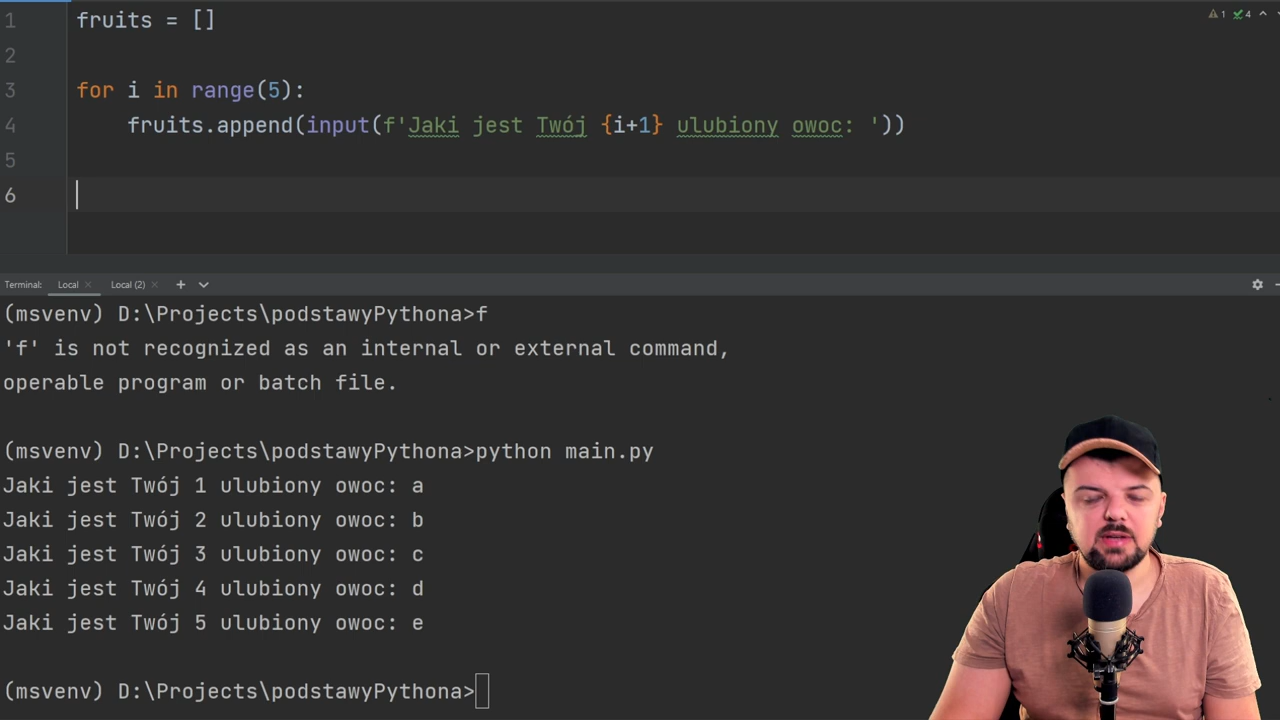 1 fruits = []
2
3 for i in range(5):
4 fruits.append(input(f'Jaki jest Twój {i+1} ulubiony owoc: '))
5
6
1 4
Terminal: Local Local (2)
(msvenv) D:\Projects\podstawyPythona>f
'f' is not recognized as an internal or external command,
operable program or batch file.
(msvenv) D:\Projects\podstawyPythona>python main.py
Jaki jest Twój 1 ulubiony owoc: a
Jaki jest Twój 2 ulubiony owoc: b
Jaki jest Twój 3 ulubiony owoc: c
Jaki jest Twój 4 ulubiony owoc: d
Jaki jest Twój 5 ulubiony owoc: e
(msvenv) D:\Projects\podstawyPythona>